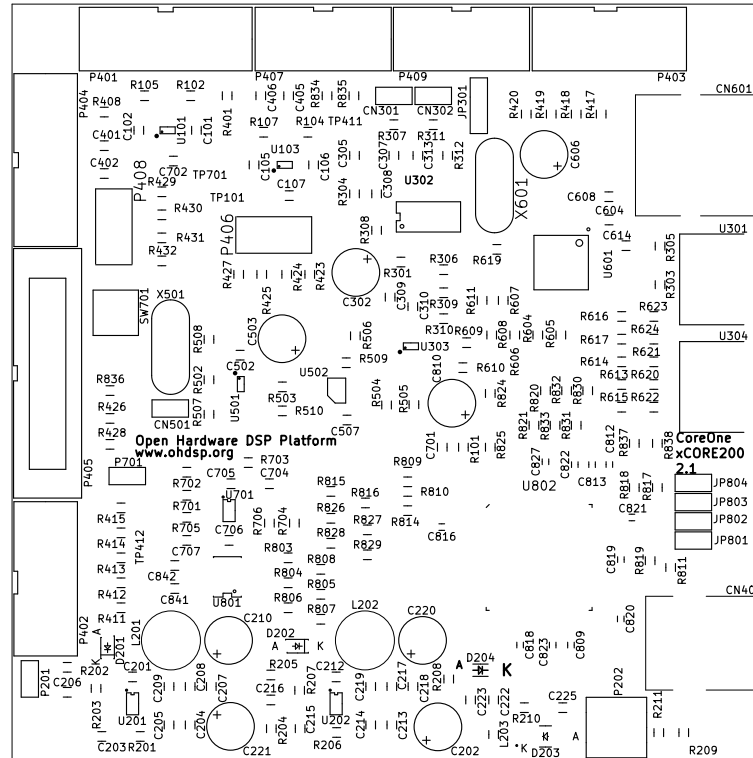 P401
P407
P409
P403
P404
R105
R102
R408
C102
U101
C101
R401
C406
C405
R834
R835
CN301
CN302
JP301
R420
R419
R418
R417
CN601
C401
R107
R104
TP411
R307
R311
C402
C702
U103
C105
C106
C305
C307
C313
R312
C606
P408
R429
TP701
C107
R304
C308
U302
X601
C608
R430
TP101
C604
R431
P406
R308
C614
U301
R432
R619
U601
R305
R427
R425
R424
R423
C302
R301
R306
R303
SW701
X501
C309
C310
R309
R611
R607
R623
R616
R310
R624
R508
C503
R506
U303
R609
R608
R604
R605
R617
U304
C502
R509
C810
R606
R621
R614
R610
R836
R502
U501
U502
R613
R620
R426
R503
R504
R505
R824
R820
R832
R830
R615
R622
CN501
R507
R510
C507
R428
Open Hardware DSP Platform
www.ohdsp.org
C701
R101
R825
R821
R833
R831
C812
R837
R838
CoreOne
xCORE200
2.1
P405
P701
R703
R702
C705
C704
R809
C827
C822
C813
R815
U802
R818
R817
JP804
R701
U701
R816
R810
JP803
R415
R826
R827
R814
C821
JP802
R705
C706
R706
R704
R828
C816
R414
C707
R829
JP801
TP412
R803
R808
R413
C842
R804
R805
C819
R819
R811
R412
C841
U801
R806
R807
CN40
R411
C210
L202
C220
C820
P402
A
L201
D201
D202
A
K
D204
C818
C823
C809
K
A
K
P201
C206
R202
C201
R205
C212
R208
P202
C209
C208
C207
C216
R207
C219
C217
C218
C223
C222
C225
R203
U201
C205
C204
R204
C215
U202
C214
C213
R210
R211
C203
R201
C221
R206
C202
L203
K
D203
A
R209